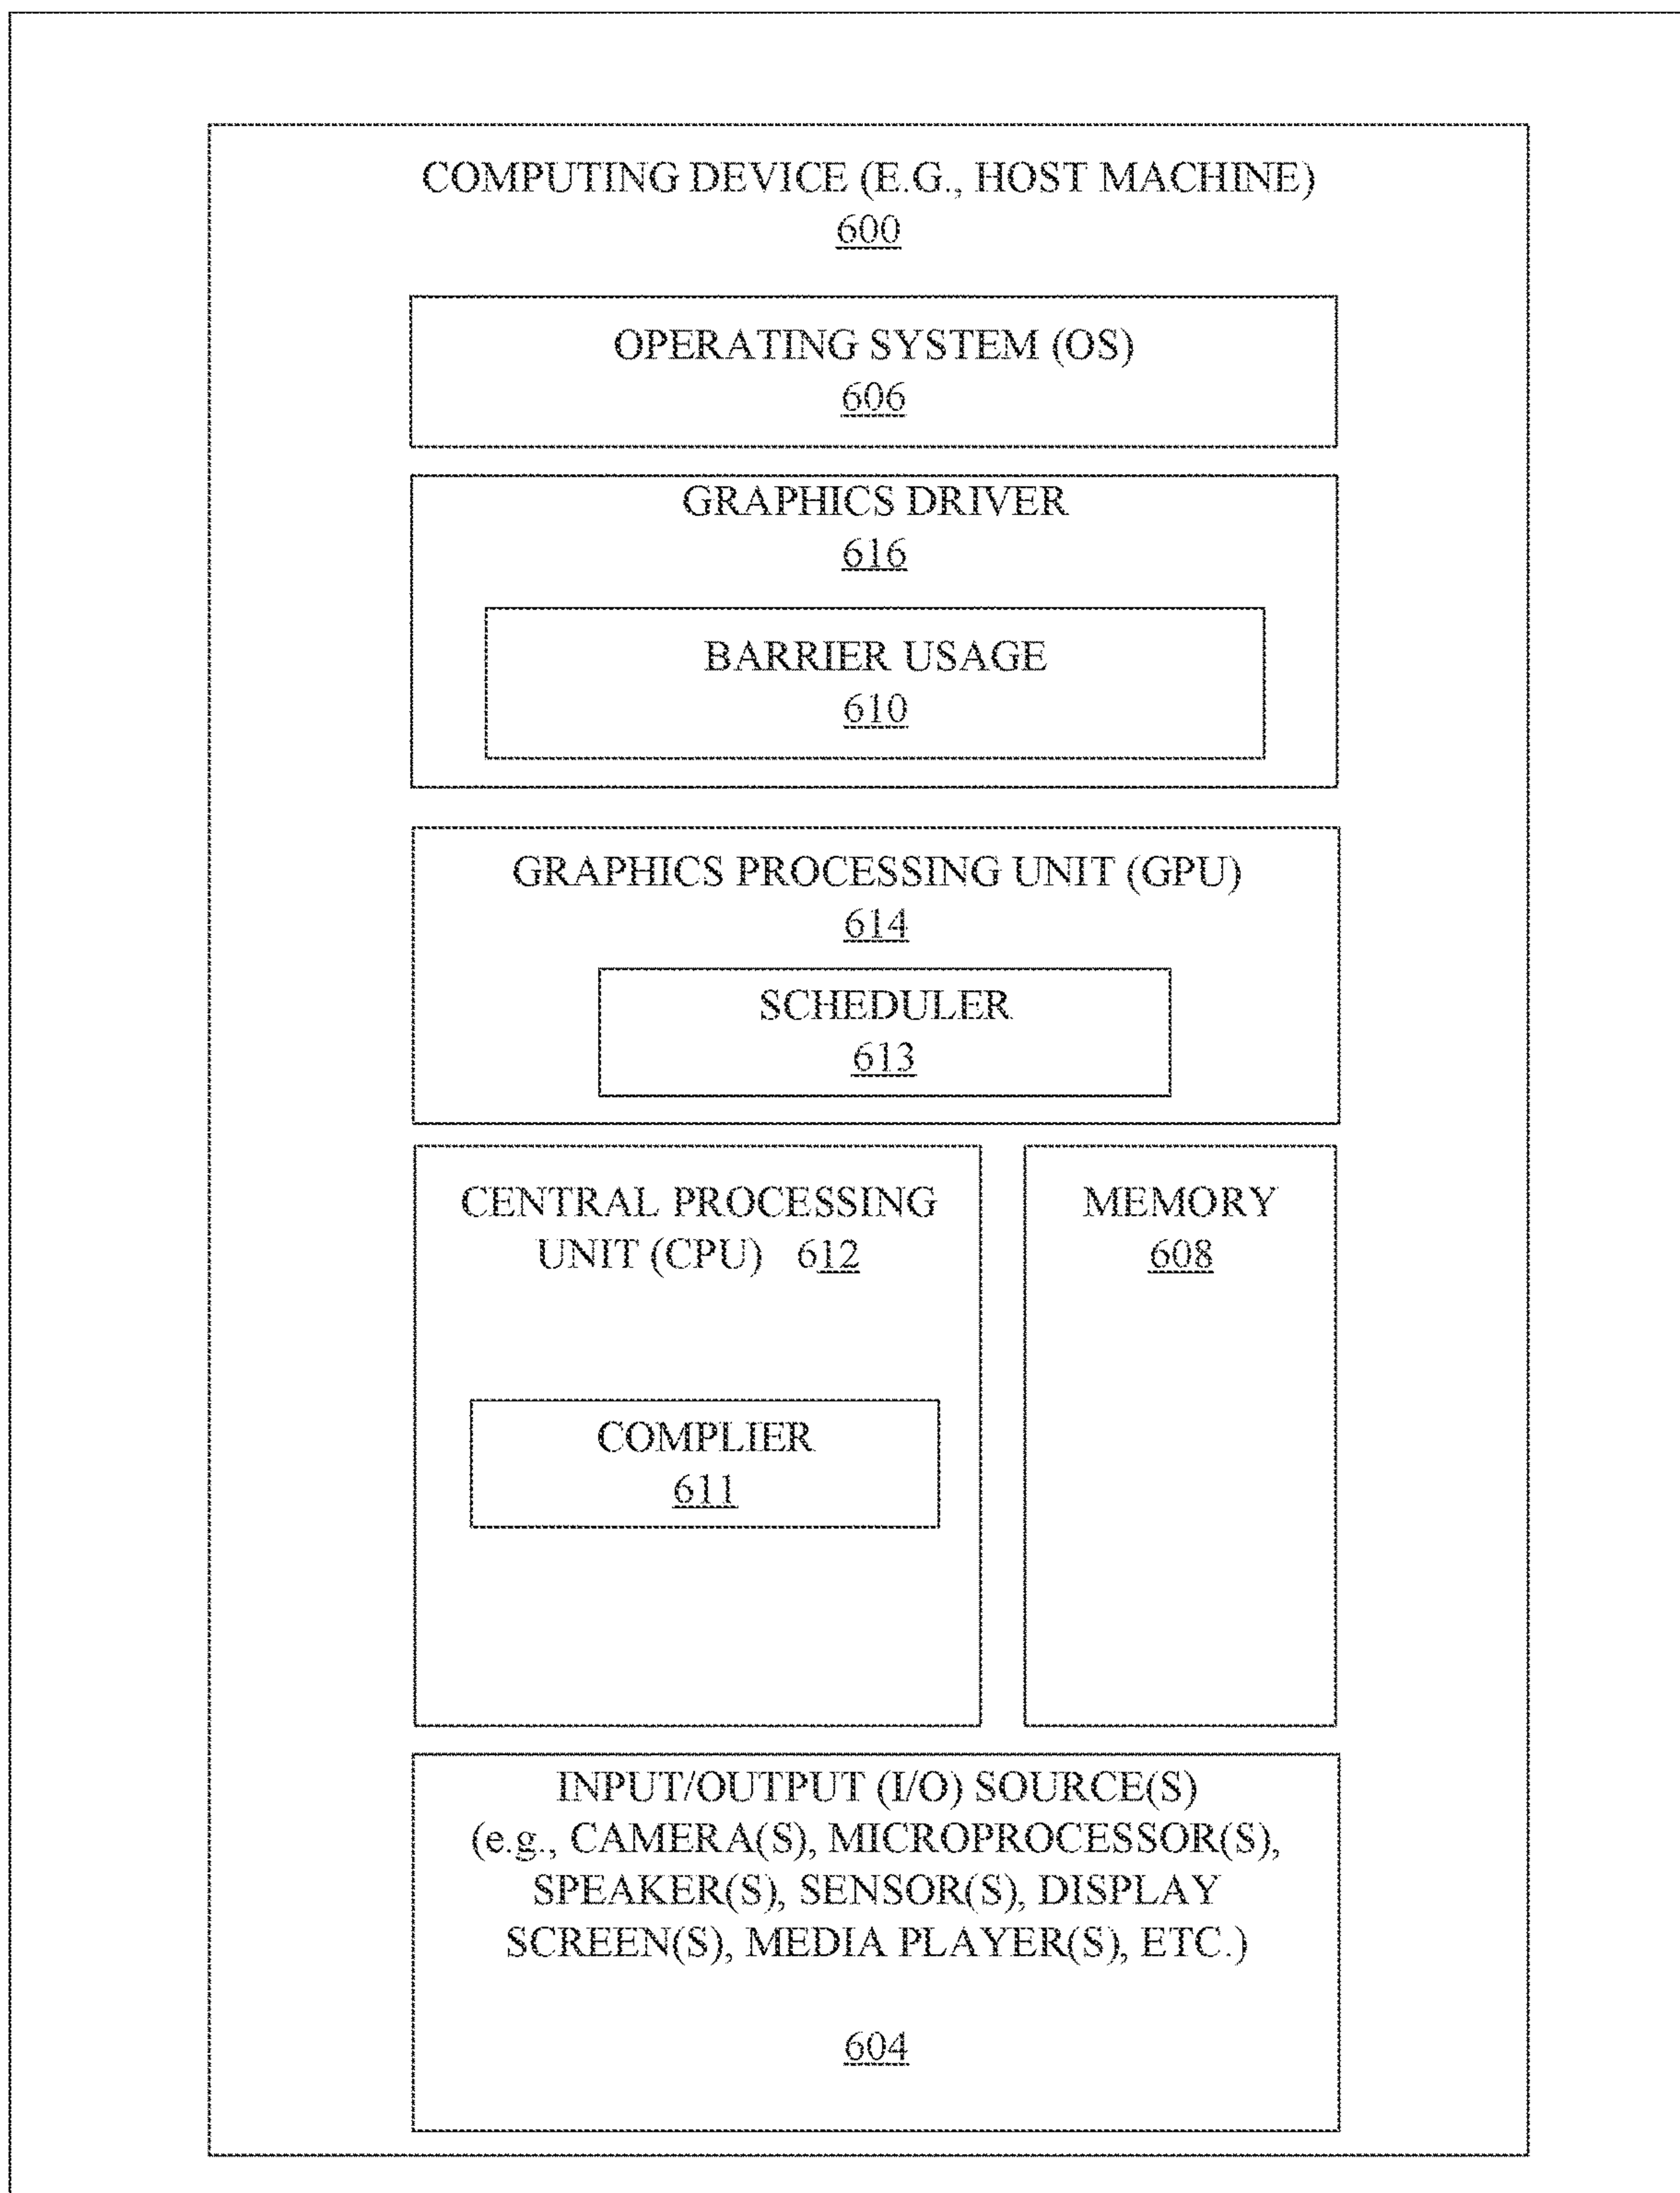 COMPUTING DEVICE (E.G., HOST MACHINE)
600
OPERATING SYSTEM (OS)
606
GRAPHICS DRIVER
616
BARRIER USAGE
610
GRAPHICS PROCESSING UNIT (GPU)
614
SCHEDULER
613
CENTRAL PROCESSING
UNIT (CPU) 612
COMPLIER
611
MEMORY
608
INPUT/OUTPUT (I/O) SOURCE(S)
(e.g., CAMERA(S), MICROPROCESSOR(S),
SPEAKER(S), SENSOR(S), DISPLAY
SCREEN(S), MEDIA PLAYER(S), ETC.)
604